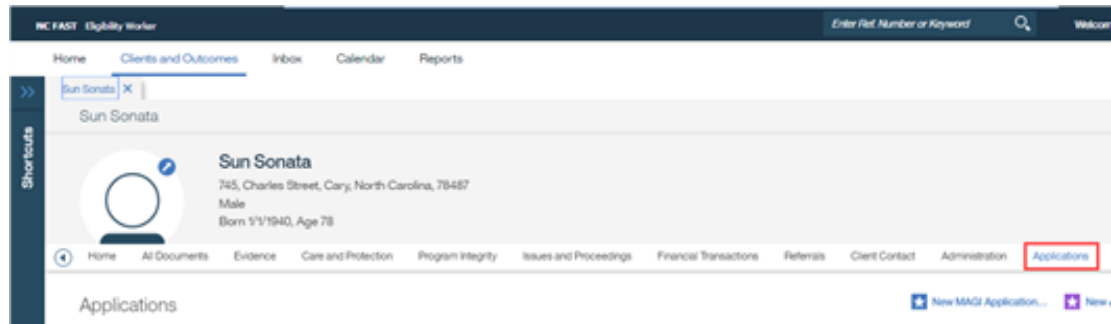 NC FAST Eligibility Worker Enter Ref. Number or Keyword Welcom
Home Clients and Outcomes Inbox Calendar Reports
Sun Sonata
Sun Sonata
Shortcuts
Sun Sonata
745, Charles Street, Cary, North Carolina, 78487
Male
Born 1/1/1940, Age 78
Home All Documents Evidence Care and Protection Program Integrity Issues and Proceedings Financial Transactions Referrals Client Contact Administration Applications
Applications New MAGI Application... New